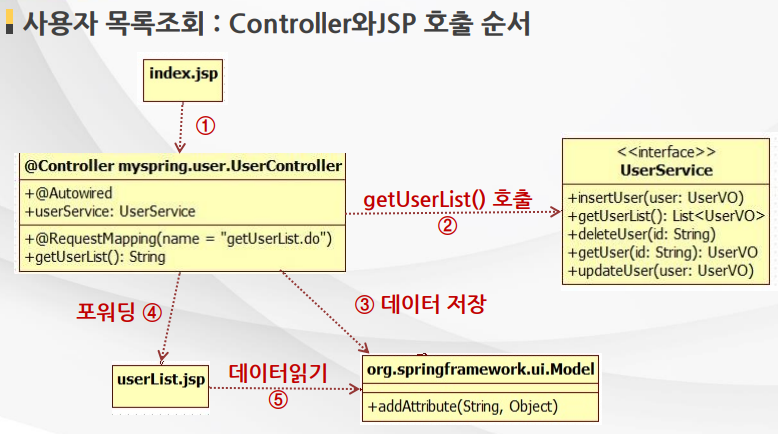 사용자 목록조회 : Controller와JSP 호출 순서
index.jsp
①
@Controller myspring.user.UserController
+@Autowired
+userService: UserService
+@RequestMapping(name = "getUserList.do")
+getUserList(): String
getUserList() 호출
②
<<interface>>
UserService
+insertUser(user: UserVO)
+getUserList(): List<UserVO>
+deleteUser(id: String)
+getUser(id: String): UserVO
+updateUser(user: UserVO)
포워딩 ④
③ 데이터 저장
userList.jsp
데이터읽기
⑤
org.springframework.ui.Model
+addAttribute(String, Object)